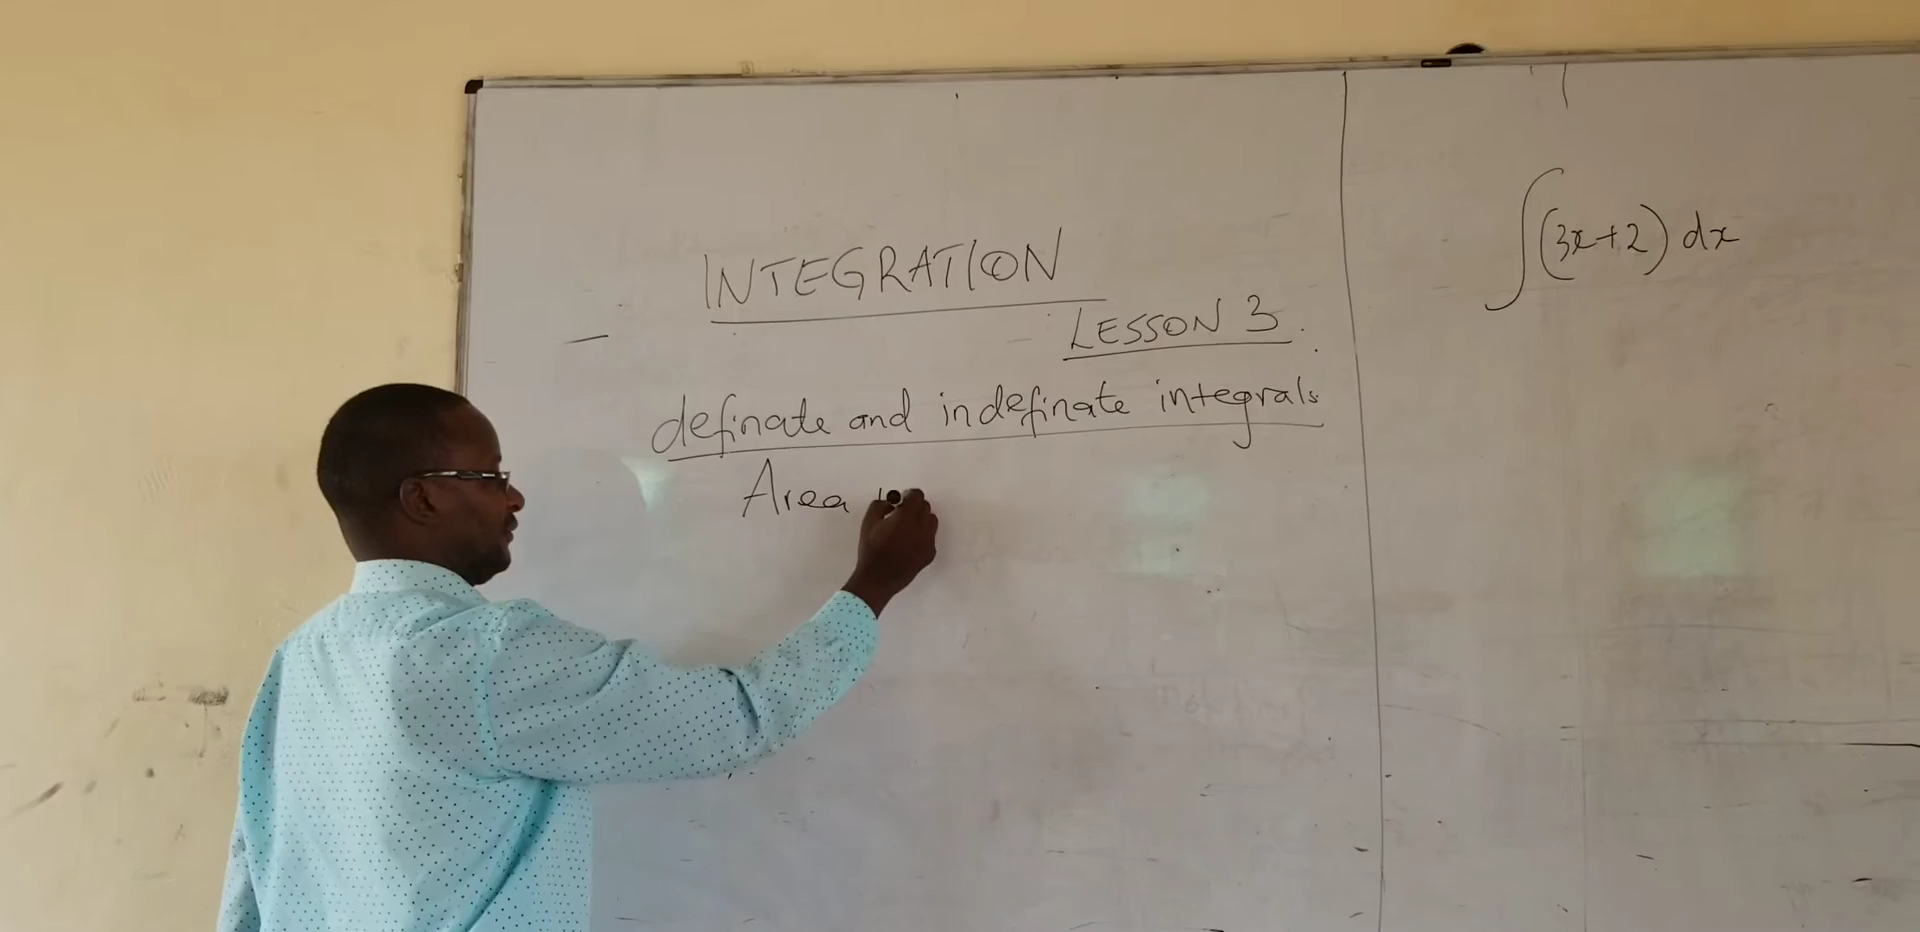 INTEGRATION
LESSON 3.
definate and indefinate integrals
Area
∫(3x+2) dx